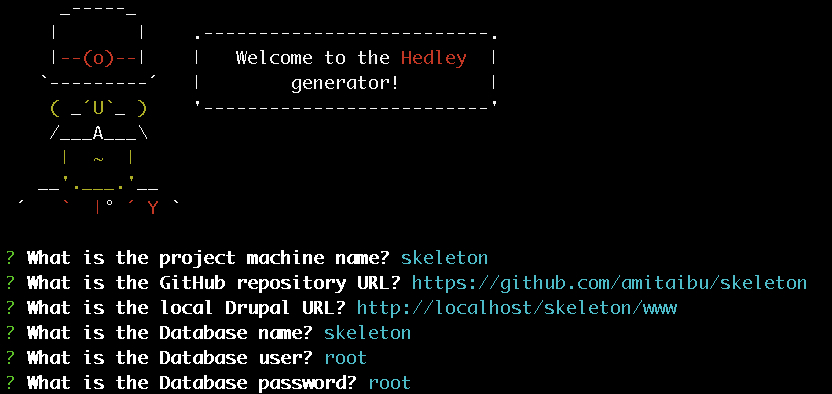 Welcome to the Hedley
generator!
? What is the project machine name? skeleton
? What is the GitHub repository URL? https://github.com/amitaibu/skeleton
? What is the local Drupal URL? http://localhost/skeleton/www
? What is the Database name? skeleton
? What is the Database user? root
? What is the Database password? root